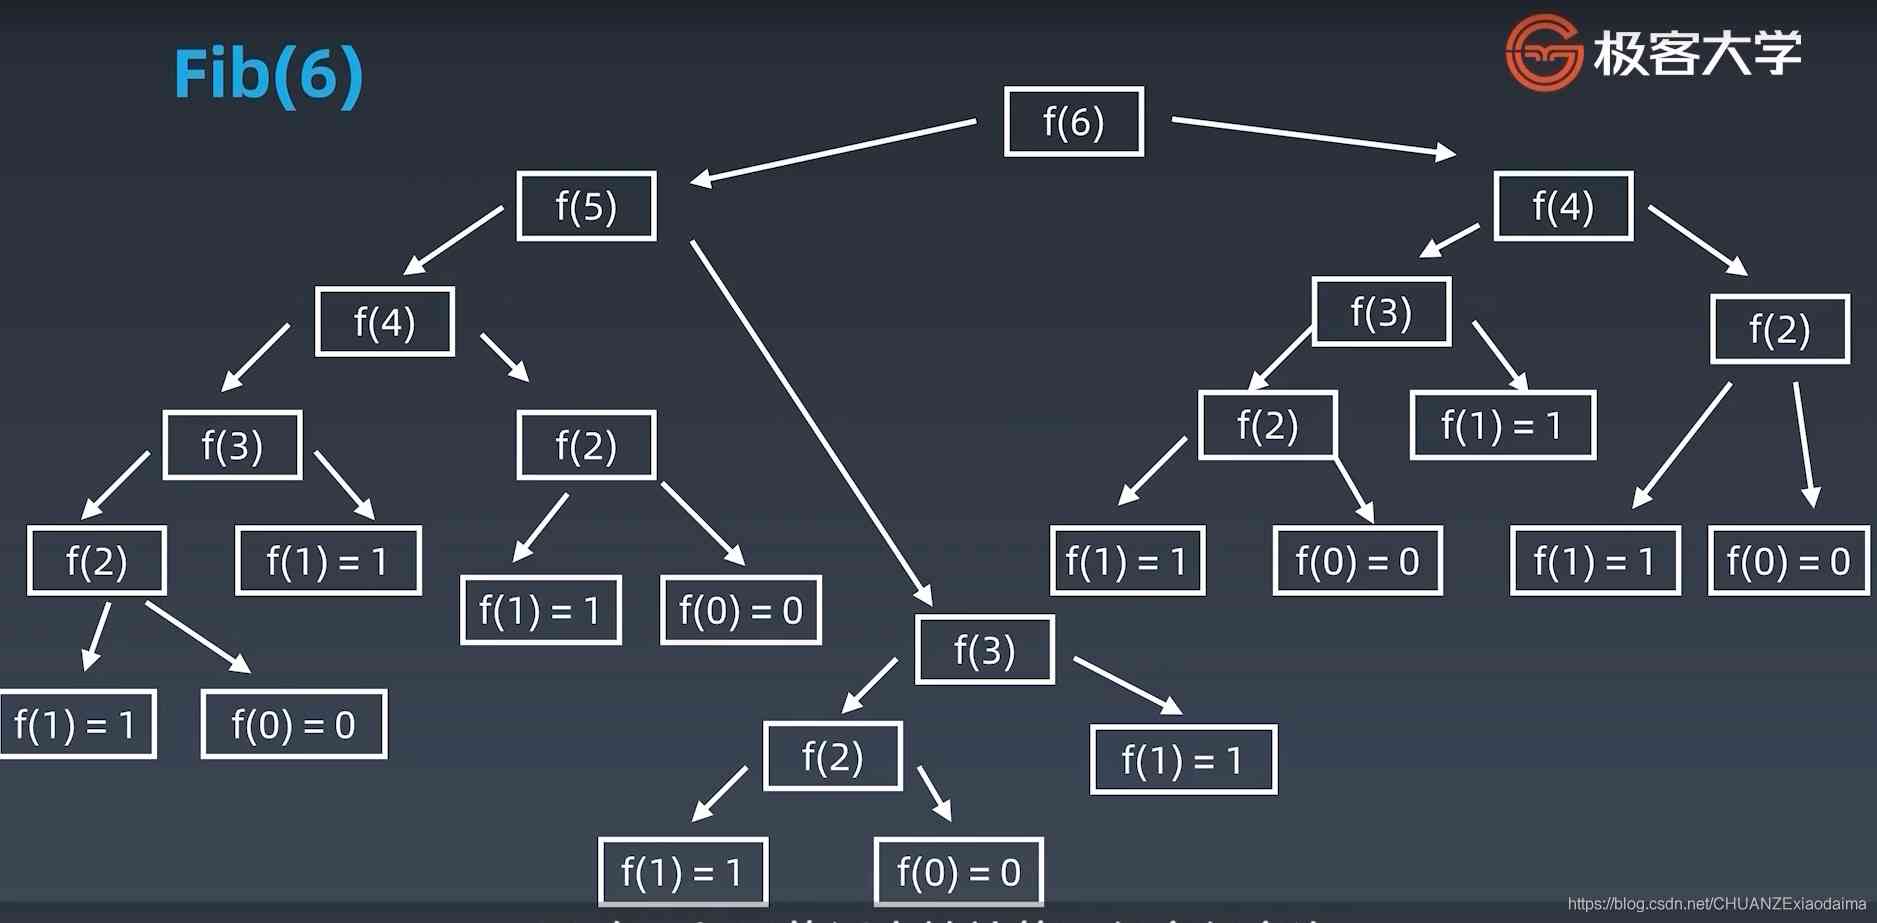 Fib(6)
极客大学
f(6)
f(5)
f(4)
f(4)
f(3)
f(2)
f(3)
f(2)
f(2)
f(1) = 1
f(3)
f(2)
f(2)
f(1) = 1
f(1) = 1
f(0) = 0
f(1) = 1
f(0) = 0
f(1) = 1
f(0) = 0
f(3)
f(1) = 1
f(0) = 0
f(2)
f(1) = 1
f(1) = 1
f(0) = 0
https://blog.csdn.net/CHUANZExiaodaima